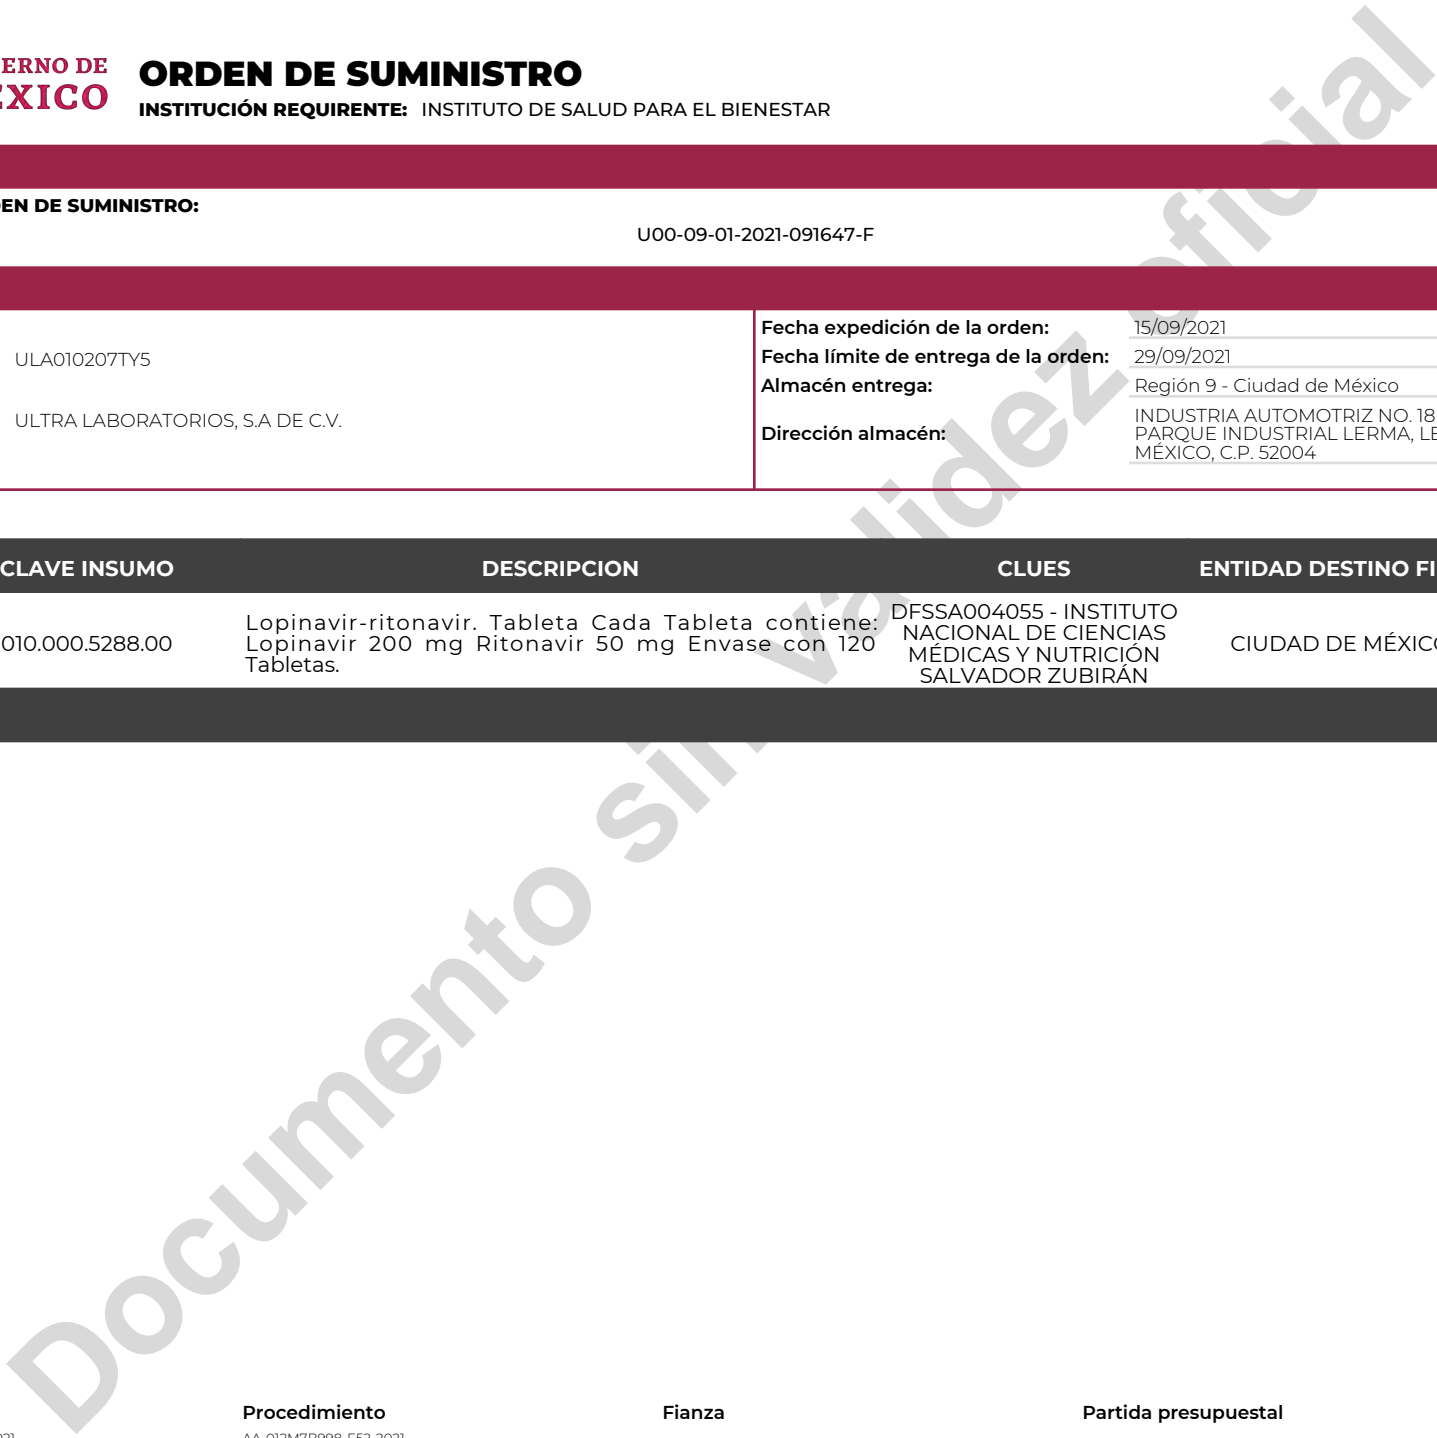 ERNO DE
ÉXICO
ORDEN DE SUMINISTRO
INSTITUCIÓN REQUIRENTE: INSTITUTO DE SALUD PARA EL BIENESTAR
EN DE SUMINISTRO:
U00-09-01-2021-091647-F
ULA010207TY5
ULTRA LABORATORIOS, S.A DE C.V.
Fecha expedición de la orden: 15/09/2021
Fecha límite de entrega de la orden: 29/09/2021
Almacén entrega: Región 9 - Ciudad de México
Dirección almacén:
INDUSTRIA AUTOMOTRIZ NO. 18
PARQUE INDUSTRIAL LERMA, LE
MÉXICO, C.P. 52004
CLAVE INSUMO DESCRIPCION CLUES ENTIDAD DESTINO FI
010.000.5288.00
Lopinavir-ritonavir. Tableta Cada Tableta contiene:
Lopinavir 200 mg Ritonavir 50 mg Envase con 120
Tabletas.
DFSSA004055 - INSTITUTO
NACIONAL DE CIENCIAS
MÉDICAS Y NUTRICIÓN
SALVADOR ZUBIRÁN
CIUDAD DE MÉXICO
Documento sin validez oficial
Procedimiento Fianza Partida presupuestal